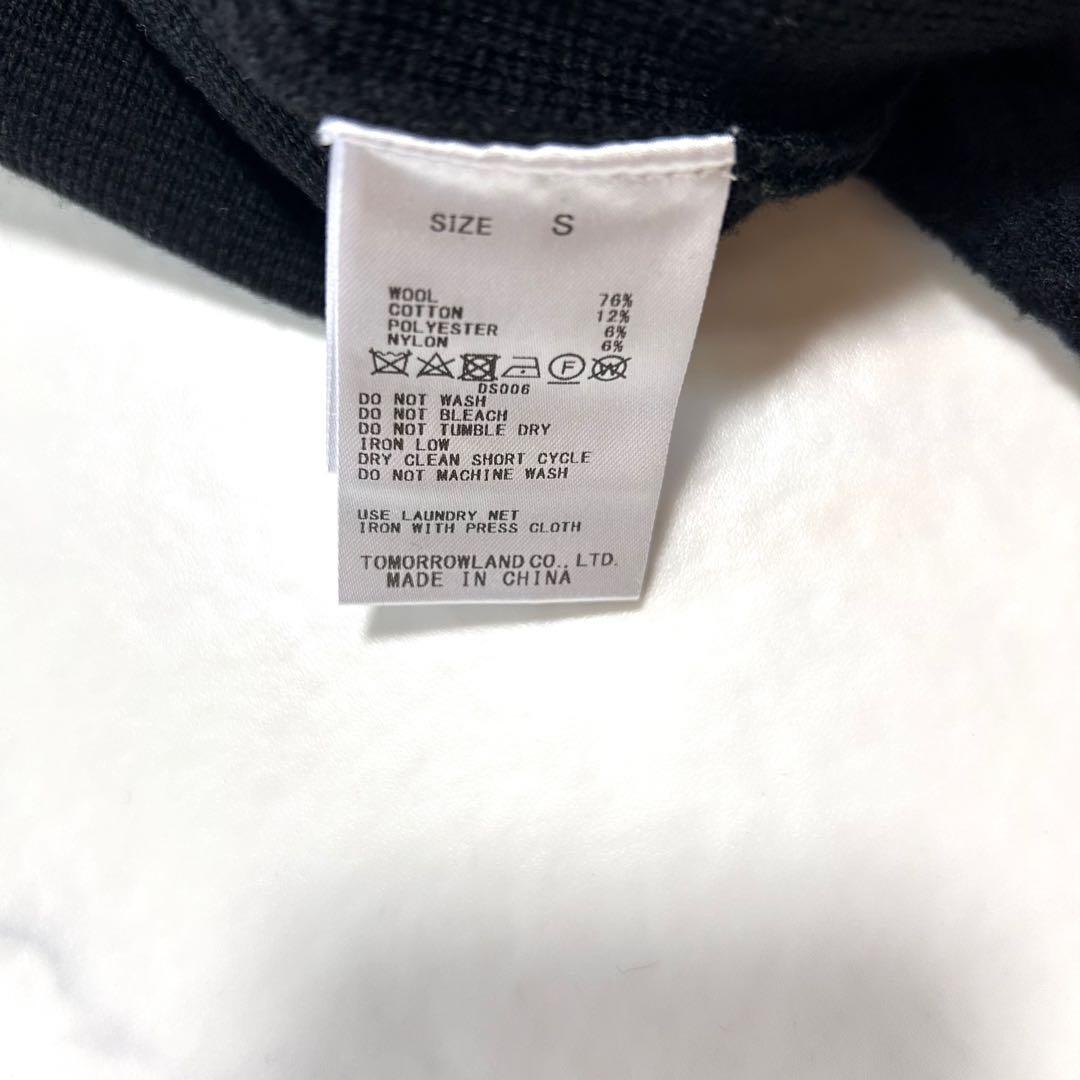 SIZE S
WOOL 76%
COTTON 12%
POLYESTER 6%
NYLON 6%
F W
DS006
DO NOT WASH
DO NOT BLEACH
DO NOT TUMBLE DRY
IRON LOW
DRY CLEAN SHORT CYCLE
DO NOT MACHINE WASH
USE LAUNDRY NET
IRON WITH PRESS CLOTH
TOMORROWLAND CO., LTD.
MADE IN CHINA